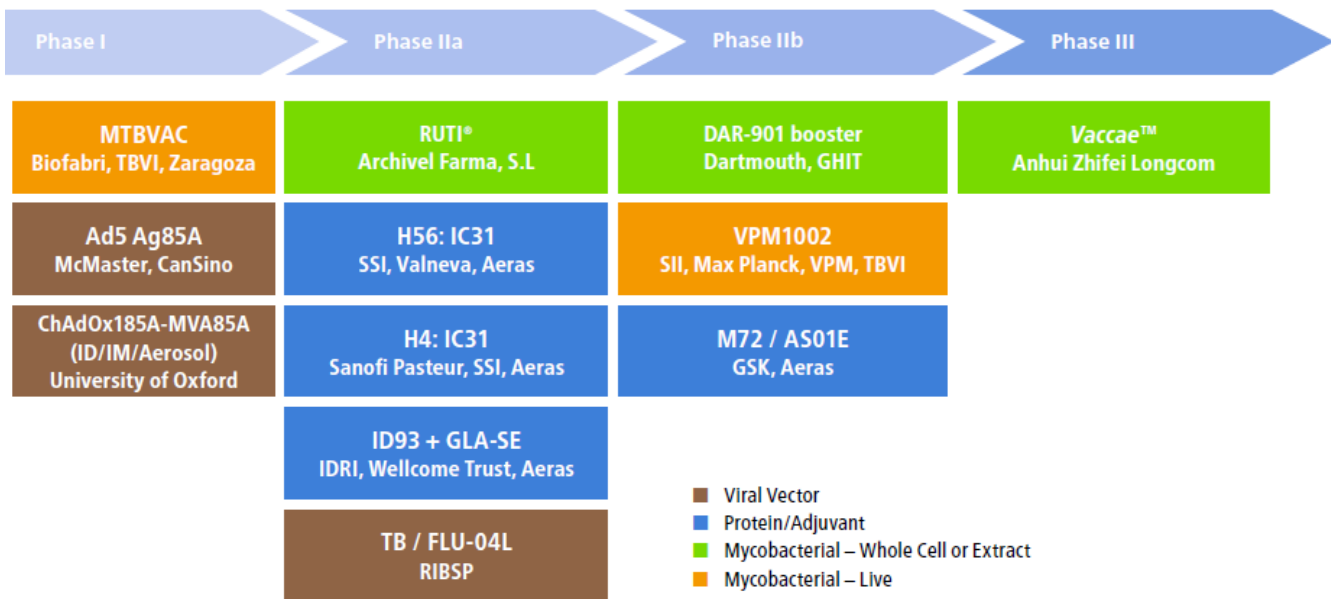 Phase I
Phase IIa
Phase IIb
Phase III
MTBVAC
Biofabri, TBVI, Zaragoza
RUTI®
Archivel Farma, S.L
DAR-901 booster
Dartmouth, GHIT
Vaccae™
Anhui Zhifei Longcom
Ad5 Ag85A
McMaster, CanSino
H56: IC31
SSI, Valneva, Aeras
VPM1002
SII, Max Planck, VPM, TBVI
ChAdOx185A-MVA85A
(ID/IM/Aerosol)
University of Oxford
H4: IC31
Sanofi Pasteur, SSI, Aeras
M72 / AS01E
GSK, Aeras
ID93 + GLA-SE
IDRI, Wellcome Trust, Aeras
TB / FLU-04L
RIBSP
Viral Vector
Protein/Adjuvant
Mycobacterial – Whole Cell or Extract
Mycobacterial – Live